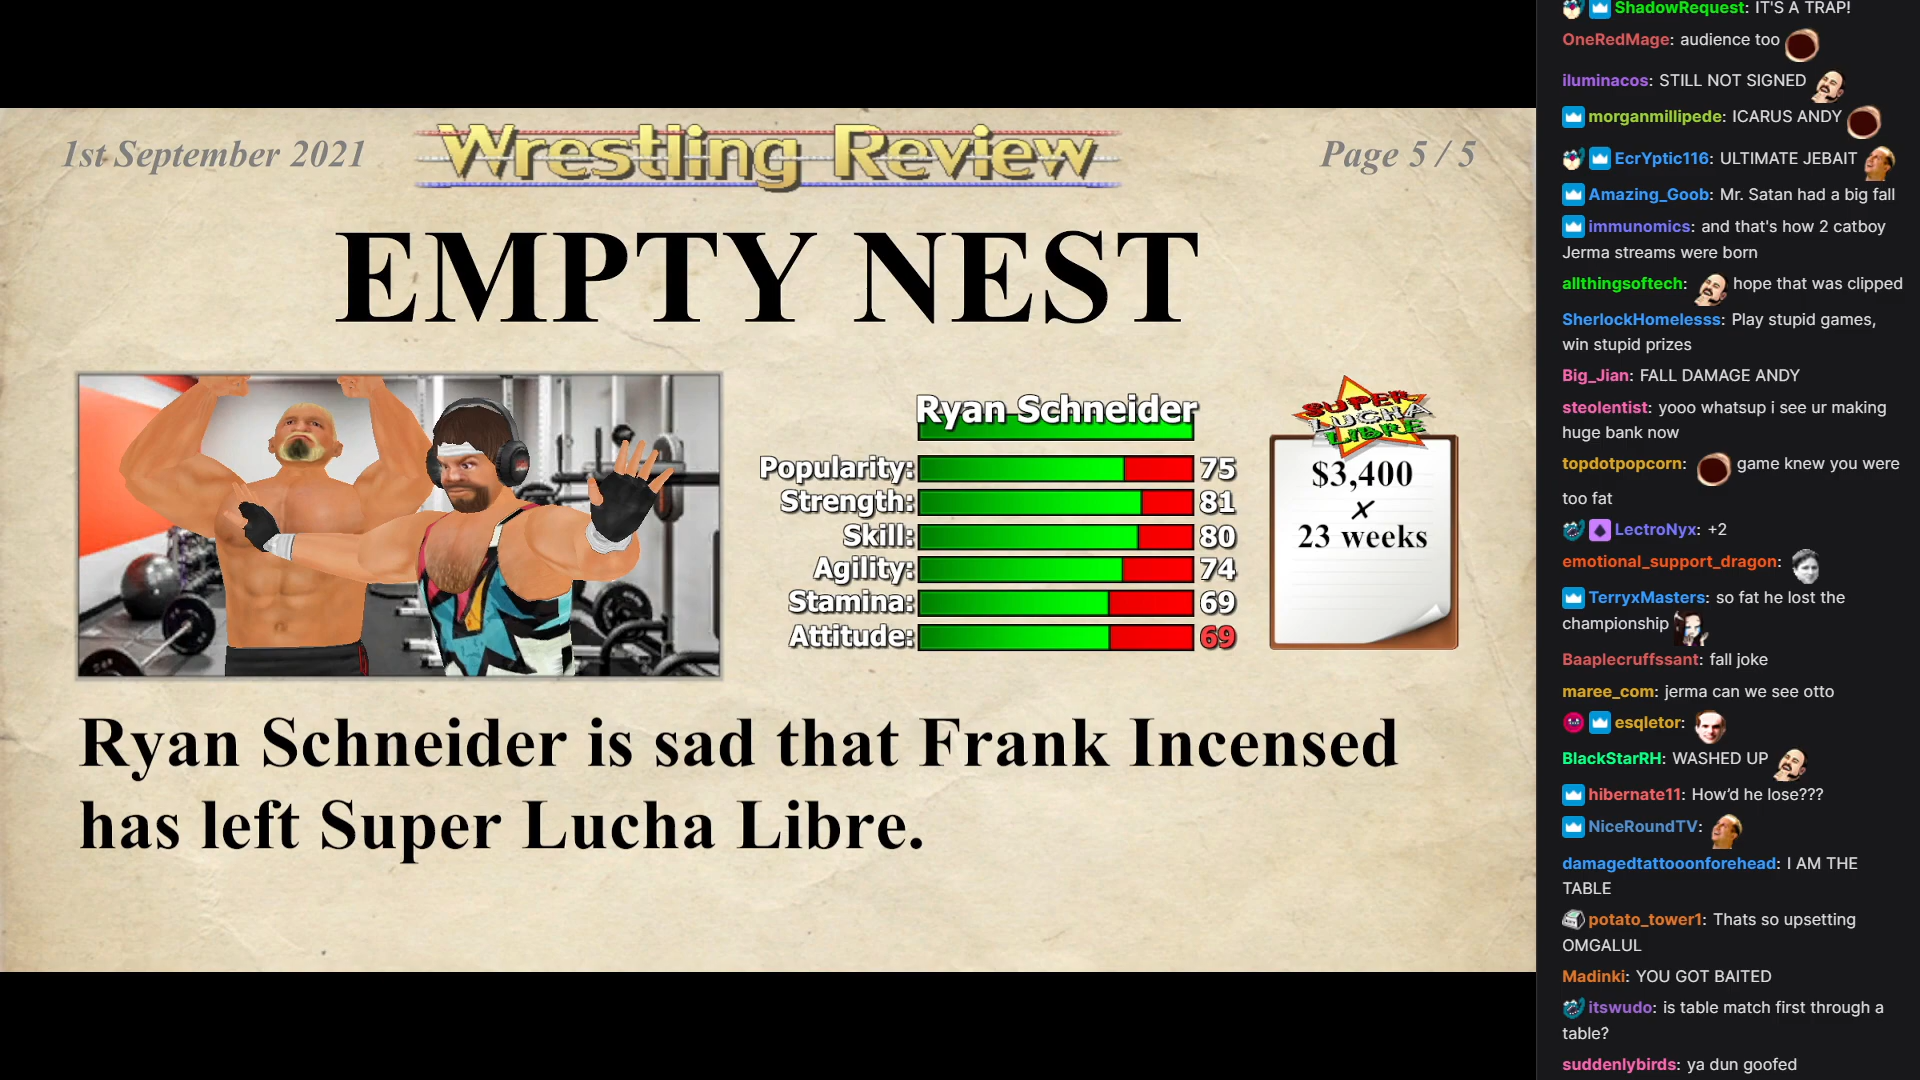 1st September 2021
Wrestling Review
Page 5 / 5
EMPTY NEST
Ryan Schneider
Popularity: 75
Strength: 81
Skill: 80
Agility: 74
Stamina: 69
Attitude: 69
SUPER
LUCHA
LIBRE
$3,400
×
23 weeks
Ryan Schneider is sad that Frank Incensed
has left Super Lucha Libre.
ShadowRequest: IT'S A TRAP!
OneRedMage: audience too
iluminacos: STILL NOT SIGNED
morganmillipede: ICARUS ANDY
EcrYptic116: ULTIMATE JEBAIT
Amazing_Goob: Mr. Satan had a big fall
immunomics: and that's how 2 catboy
Jerma streams were born
allthingsoftech: hope that was clipped
SherlockHomelesss: Play stupid games,
win stupid prizes
Big_Jian: FALL DAMAGE ANDY
steolentist: yooo whatsup i see ur making
huge bank now
topdotpopcorn: game knew you were
too fat
LectroNyx: +2
emotional_support_dragon:
TerryxMasters: so fat he lost the
championship
Baaplecruffssant: fall joke
maree_com: jerma can we see otto
esqletor:
BlackStarRH: WASHED UP
hibernate11: How'd he lose???
NiceRoundTV:
damagedtattooonforehead: I AM THE
TABLE
potato_tower1: Thats so upsetting
OMGALUL
Madinki: YOU GOT BAITED
itswudo: is table match first through a
table?
suddenlybirds: ya dun goofed